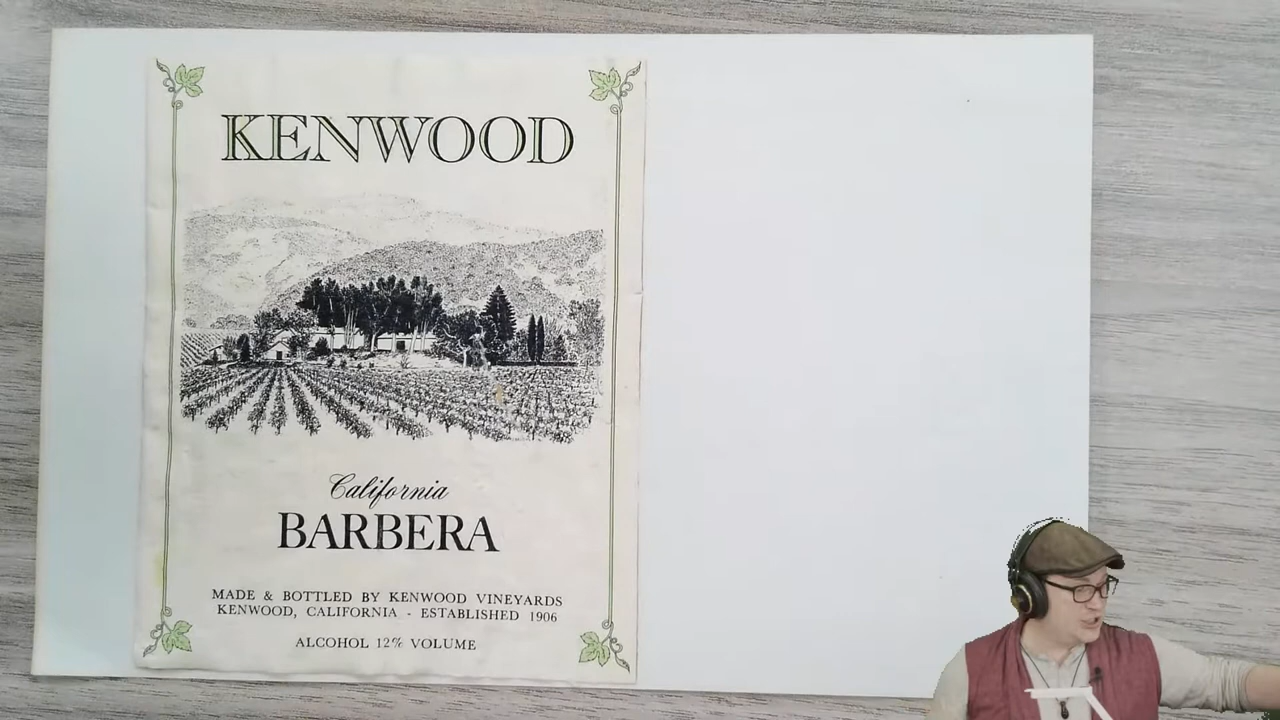 KENWOOD
California
BARBERA
MADE & BOTTLED BY KENWOOD VINEYARDS
KENWOOD, CALIFORNIA - ESTABLISHED 1906
ALCOHOL 12% VOLUME